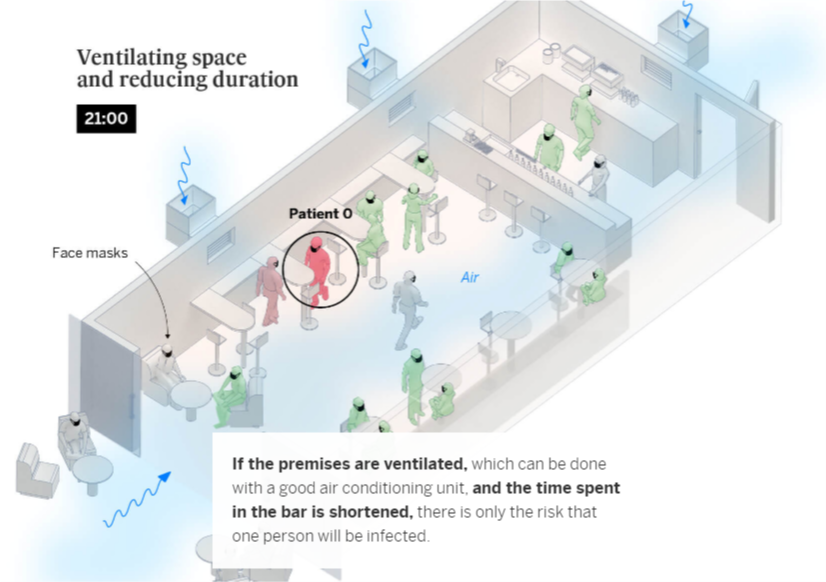 Ventilating space
and reducing duration
21:00
Patient 0
Face masks
Air
If the premises are ventilated, which can be done
with a good air conditioning unit, and the time spent
in the bar is shortened, there is only the risk that
one person will be infected.